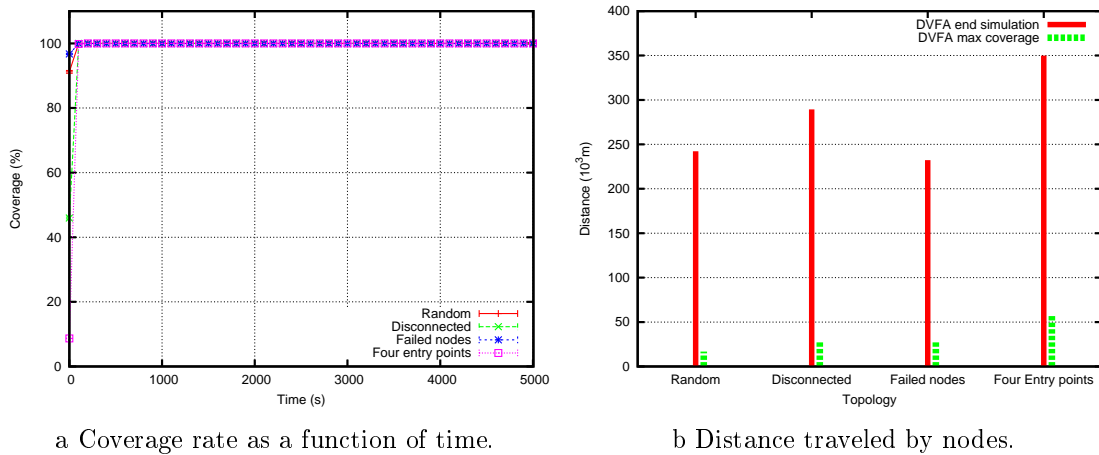 100
80
60
40
20
0
Coverage (%)
0 1000 2000 3000 4000 5000
Time (s)
Random
Disconnected
Failed nodes
Four entry points
a Coverage rate as a function of time.
400
350
300
250
200
150
100
50
0
Distance (10³m)
DVFA end simulation
DVFA max coverage
Random Disconnected Failed nodes Four Entry points
Topology
b Distance traveled by nodes.